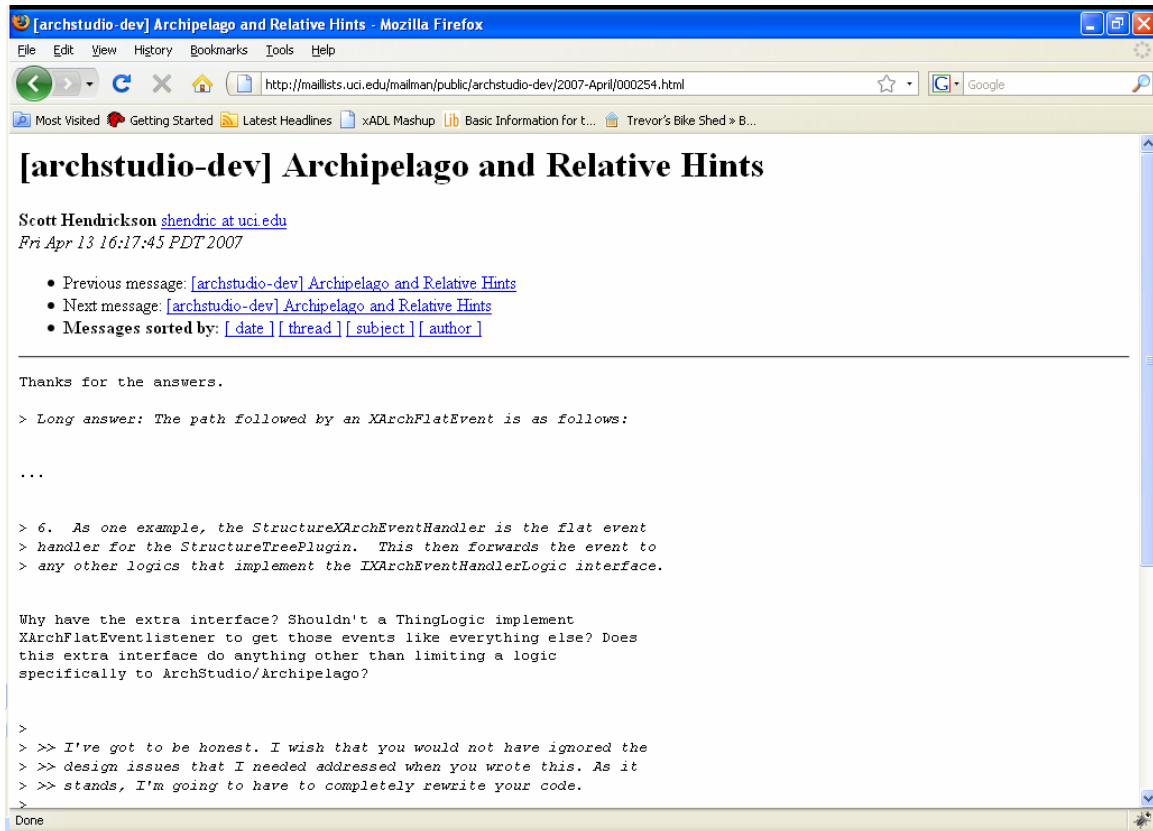 [archstudio-dev] Archipelago and Relative Hints - Mozilla Firefox
File Edit View History Bookmarks Tools Help
http://maillists.uci.edu/mailman/public/archstudio-dev/2007-April/000254.html
G Google
Most Visited Getting Started Latest Headlines xADL Mashup Lib Basic Information for t... Trevor's Bike Shed » B...
[archstudio-dev] Archipelago and Relative Hints
Scott Hendrickson shendric at uci.edu
Fri Apr 13 16:17:45 PDT 2007
• Previous message: [archstudio-dev] Archipelago and Relative Hints
• Next message: [archstudio-dev] Archipelago and Relative Hints
• Messages sorted by: [ date ] [ thread ] [ subject ] [ author ]
Thanks for the answers.
> Long answer: The path followed by an XArchFlatEvent is as follows:
...
> 6.  As one example, the StructureXArchEventHandler is the flat event
> handler for the StructureTreePlugin.  This then forwards the event to
> any other logics that implement the IXArchEventHandlerLogic interface.
Why have the extra interface? Shouldn't a ThingLogic implement
XArchFlatEventlistener to get those events like everything else? Does
this extra interface do anything other than limiting a logic
specifically to ArchStudio/Archipelago?
>
> >> I've got to be honest. I wish that you would not have ignored the
> >> design issues that I needed addressed when you wrote this. As it
> >> stands, I'm going to have to completely rewrite your code.
>
Done